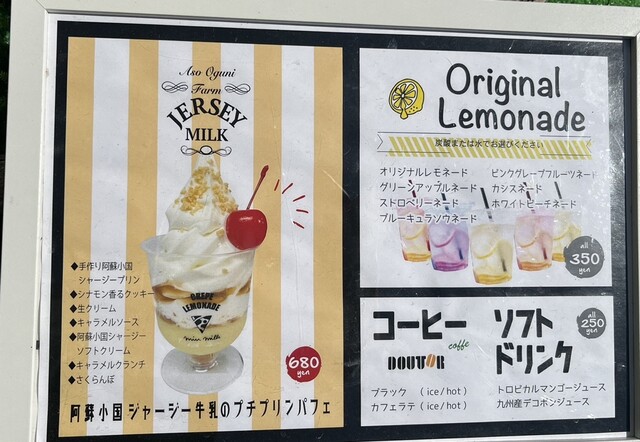 Aso Oguni
Farm
JERSEY
MILK
◆手作り阿蘇小国
ジャージープリン
◆シナモン香るクッキー
◆生クリーム
◆キャラメルソース
◆阿蘇小国ジャージー
ソフトクリーム
◆キャラメルクランチ
◆さくらんぼ
CREPE
LEMONADE
mini milk
680
yen
阿蘇小国 ジャージー牛乳のプチプリンパフェ
Original
Lemonade
炭酸または水でお選びください
オリジナルレモネード
グリーンアップルネード
ストロベリーネード
ブルーキュラソウネード
ピンクグレープフルーツネード
カシスネード
ホワイトピーチネード
all
350
yen
コーヒー
DOUTOR coffe
ブラック （ice/hot）
カフェラテ（ice/hot）
ソフト
ドリンク
all
250
yen
トロピカルマンゴージュース
九州産デコポンジュース